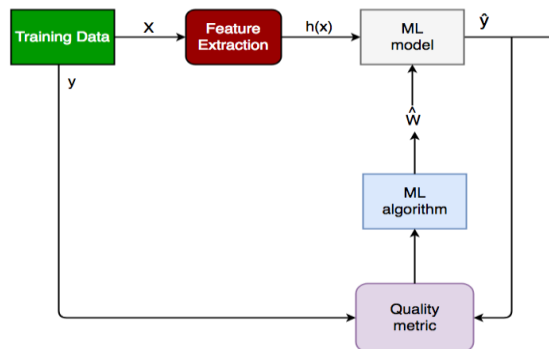 Training Data
x
Feature
Extraction
h(x)
ML
model
ŷ
y
ŵ
ML
algorithm
Quality
metric